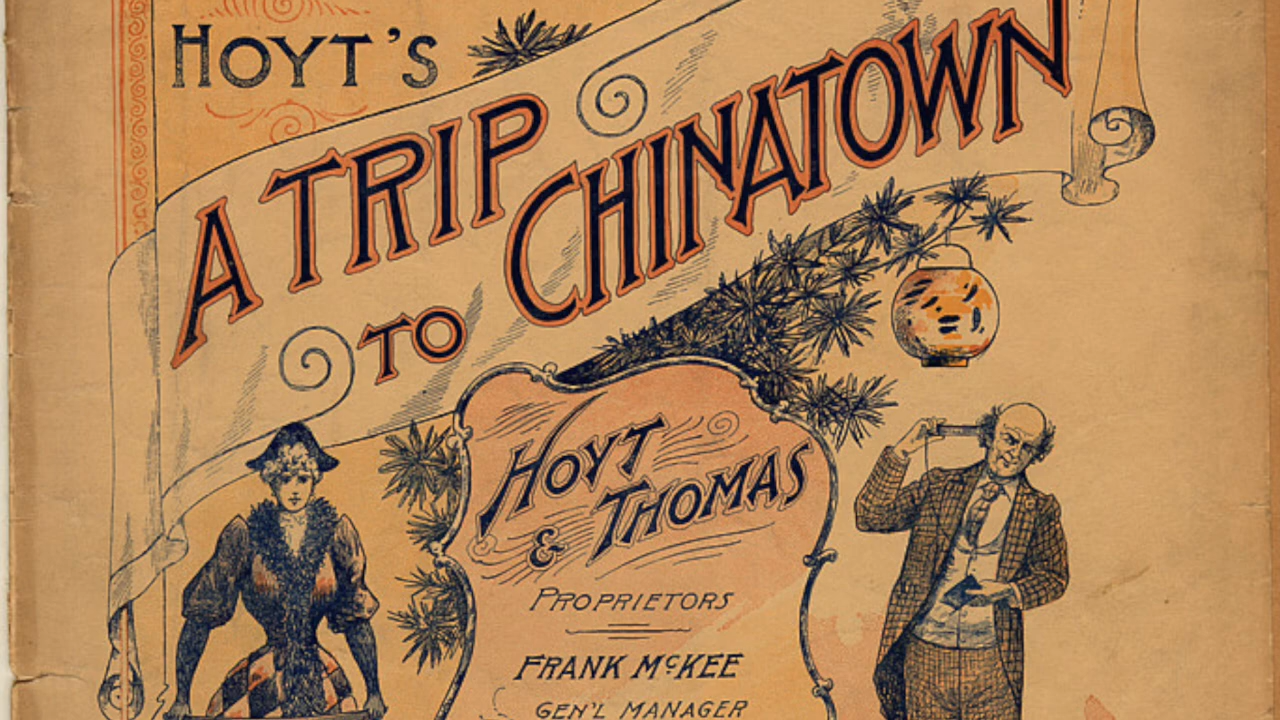 HOYT'S
A TRIP
TO CHINATOWN
HOYT
& THOMAS
PROPRIETORS
FRANK McKEE
GEN'L MANAGER